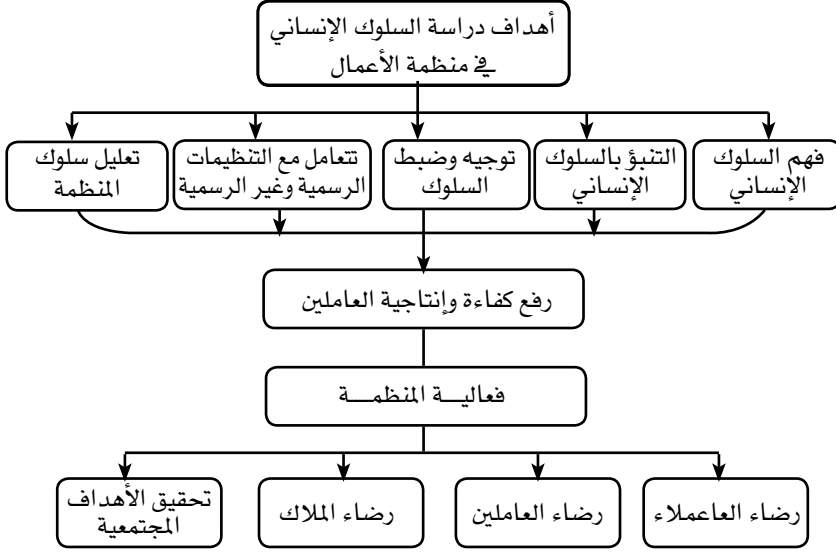 أهداف دراسة السلوك الإنساني
في منظمة الأعمال
فهم السلوك
الإنساني
التنبؤ بالسلوك
الإنساني
توجيه وضبط
السلوك
تتعامل مع التنظيمات
الرسمية وغير الرسمية
تعليل سلوك
المنظمة
رفع كفاءة وإنتاجية العاملين
فعاليـــة المنظمـــة
رضاء العاعملاء
رضاء العاملين
رضاء الملاك
تحقيق الأهداف
المجتمعية